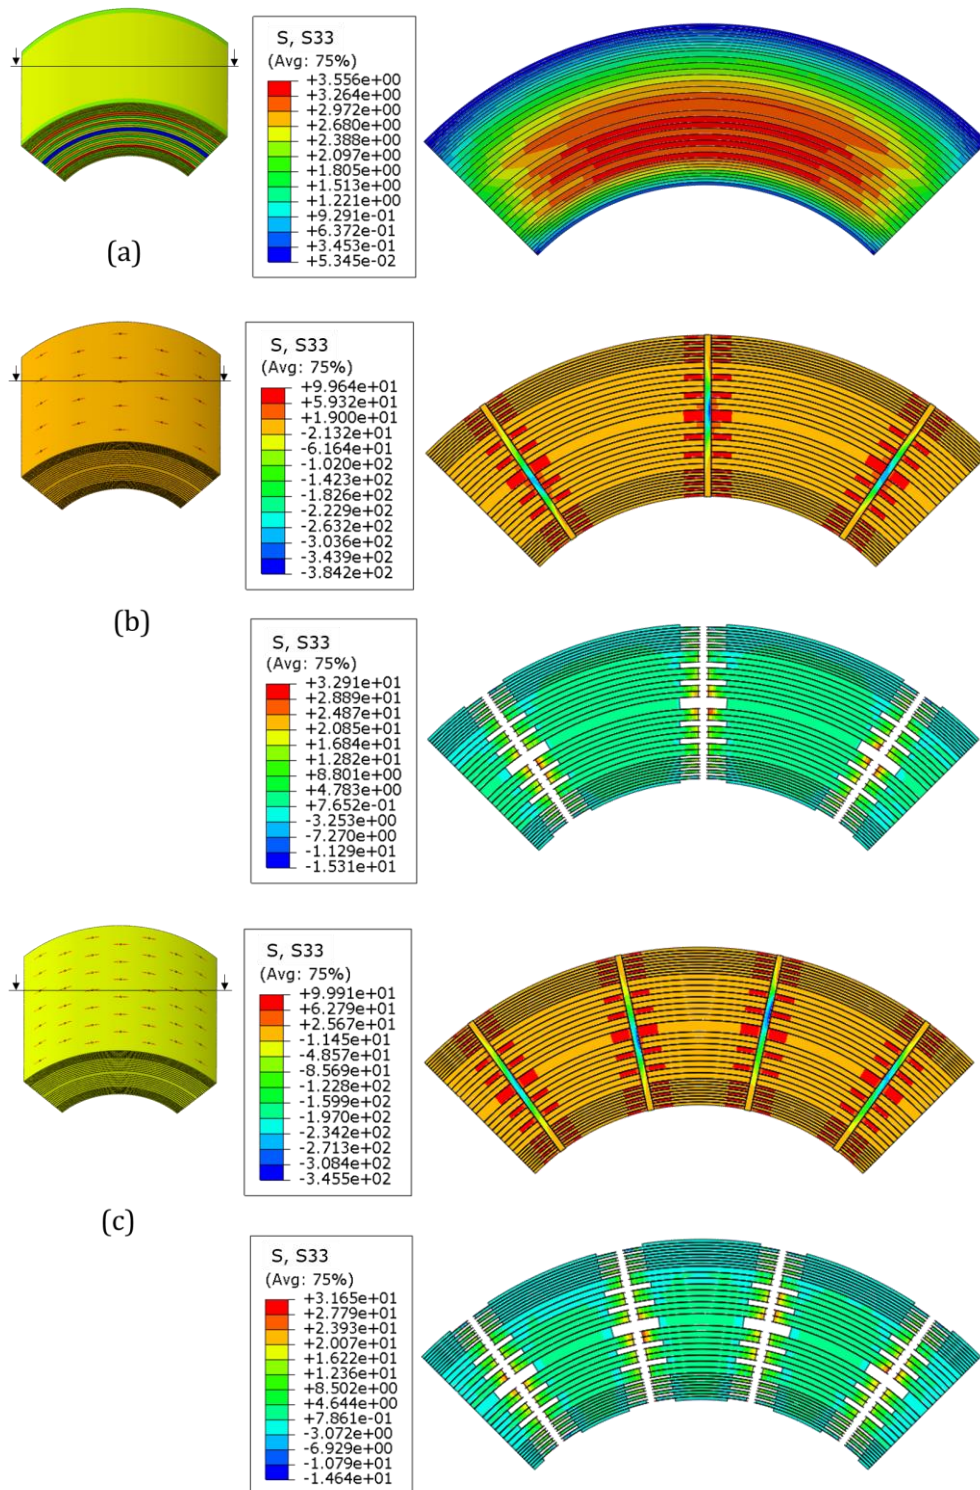 S, S33
(Avg: 75%)
+3.556e+00
+3.264e+00
+2.972e+00
+2.680e+00
+2.388e+00
+2.097e+00
+1.805e+00
+1.513e+00
+1.221e+00
+9.291e-01
+6.372e-01
+3.453e-01
+5.345e-02
(a)
S, S33
(Avg: 75%)
+9.964e+01
+5.932e+01
+1.900e+01
-2.132e+01
-6.164e+01
-1.020e+02
-1.423e+02
-1.826e+02
-2.229e+02
-2.632e+02
-3.036e+02
-3.439e+02
-3.842e+02
(b)
S, S33
(Avg: 75%)
+3.291e+01
+2.889e+01
+2.487e+01
+2.085e+01
+1.684e+01
+1.282e+01
+8.801e+00
+4.783e+00
+7.652e-01
-3.253e+00
-7.270e+00
-1.129e+01
-1.531e+01
S, S33
(Avg: 75%)
+9.991e+01
+6.279e+01
+2.567e+01
-1.145e+01
-4.857e+01
-8.569e+01
-1.228e+02
-1.599e+02
-1.970e+02
-2.342e+02
-2.713e+02
-3.084e+02
-3.455e+02
(c)
S, S33
(Avg: 75%)
+3.165e+01
+2.779e+01
+2.393e+01
+2.007e+01
+1.622e+01
+1.236e+01
+8.502e+00
+4.644e+00
+7.861e-01
-3.072e+00
-6.929e+00
-1.079e+01
-1.464e+01